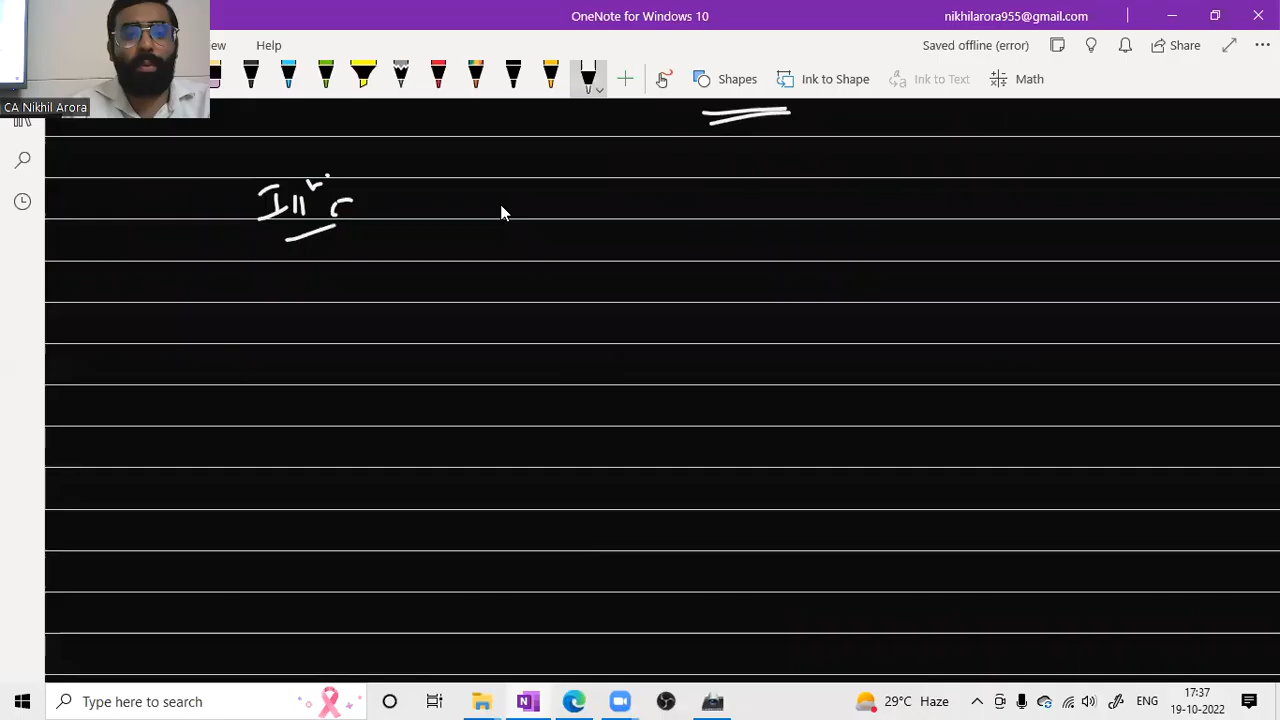 OneNote for Windows 10
nikhilarora955@gmail.com
Help
Saved offline (error)
Share
Shapes
Ink to Shape
Ink to Text
Math
CA Nikhil Arora
Ill
Type here to search
29°C Haze
ENG
17:37
19-10-2022